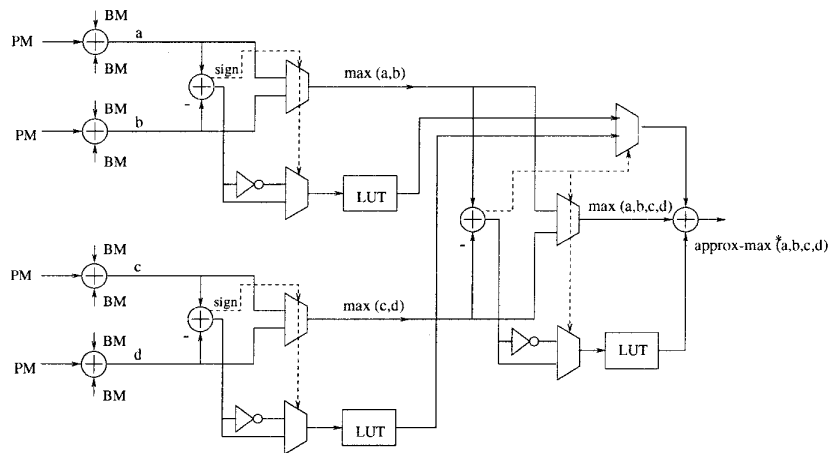 BM
PM
a
BM
sign
max (a,b)
-
BM
PM
b
BM
LUT
max (a,b,c,d)
-
approx-max *(a,b,c,d)
BM
PM
c
BM
sign
max (c,d)
-
BM
PM
d
BM
LUT
LUT